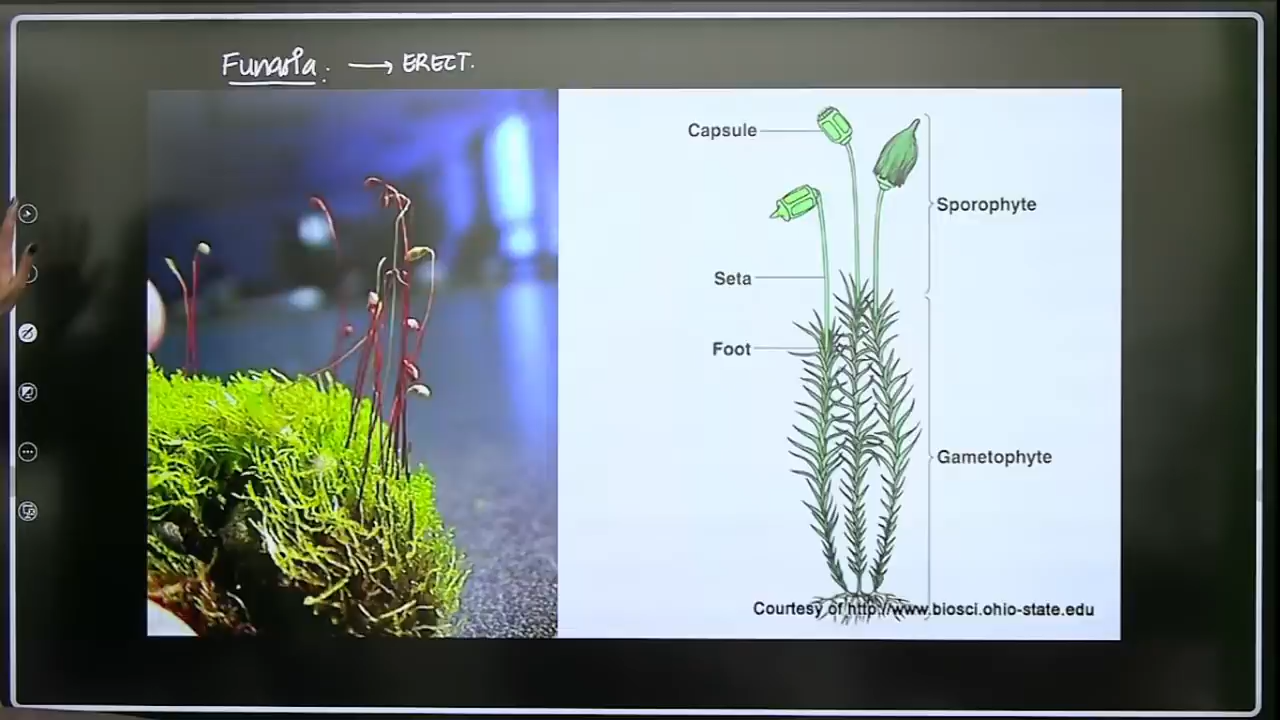 Funaria: → ERECT.
Capsule
Sporophyte
Seta
Foot
Gametophyte
Courtesy of http://www.biosci.ohio-state.edu